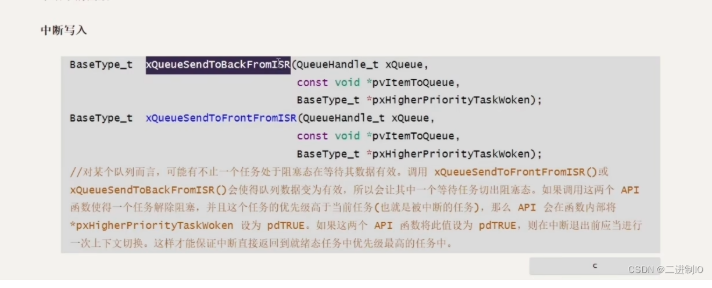 中断写入
BaseType_t xQueueSendToBackFromISR(QueueHandle_t xQueue,
const void *pvItemToQueue,
BaseType_t *pxHigherPriorityTaskWoken);
BaseType_t xQueueSendToFrontFromISR(QueueHandle_t xQueue,
const void *pvItemToQueue,
BaseType_t *pxHigherPriorityTaskWoken);
//对某个队列而言，可能有不止一个任务处于阻塞态在等待其数据有效。调用 xQueueSendToFrontFromISR()或
xQueueSendToBackFromISR()会使得队列数据变为有效，所以会让其中一个等待任务切出阻塞态。如果调用这两个 API
函数使得一个任务解除阻塞，并且这个任务的优先级高于当前任务(也就是被中断的任务)，那么 API 会在函数内部将
*pxHigherPriorityTaskWoken 设为 pdTRUE。如果这两个 API 函数将此值设为 pdTRUE，则在中断退出前应当进行
一次上下文切换。这样才能保证中断直接返回到就绪态任务中优先级最高的任务中。
c
CSDN @二进制IO